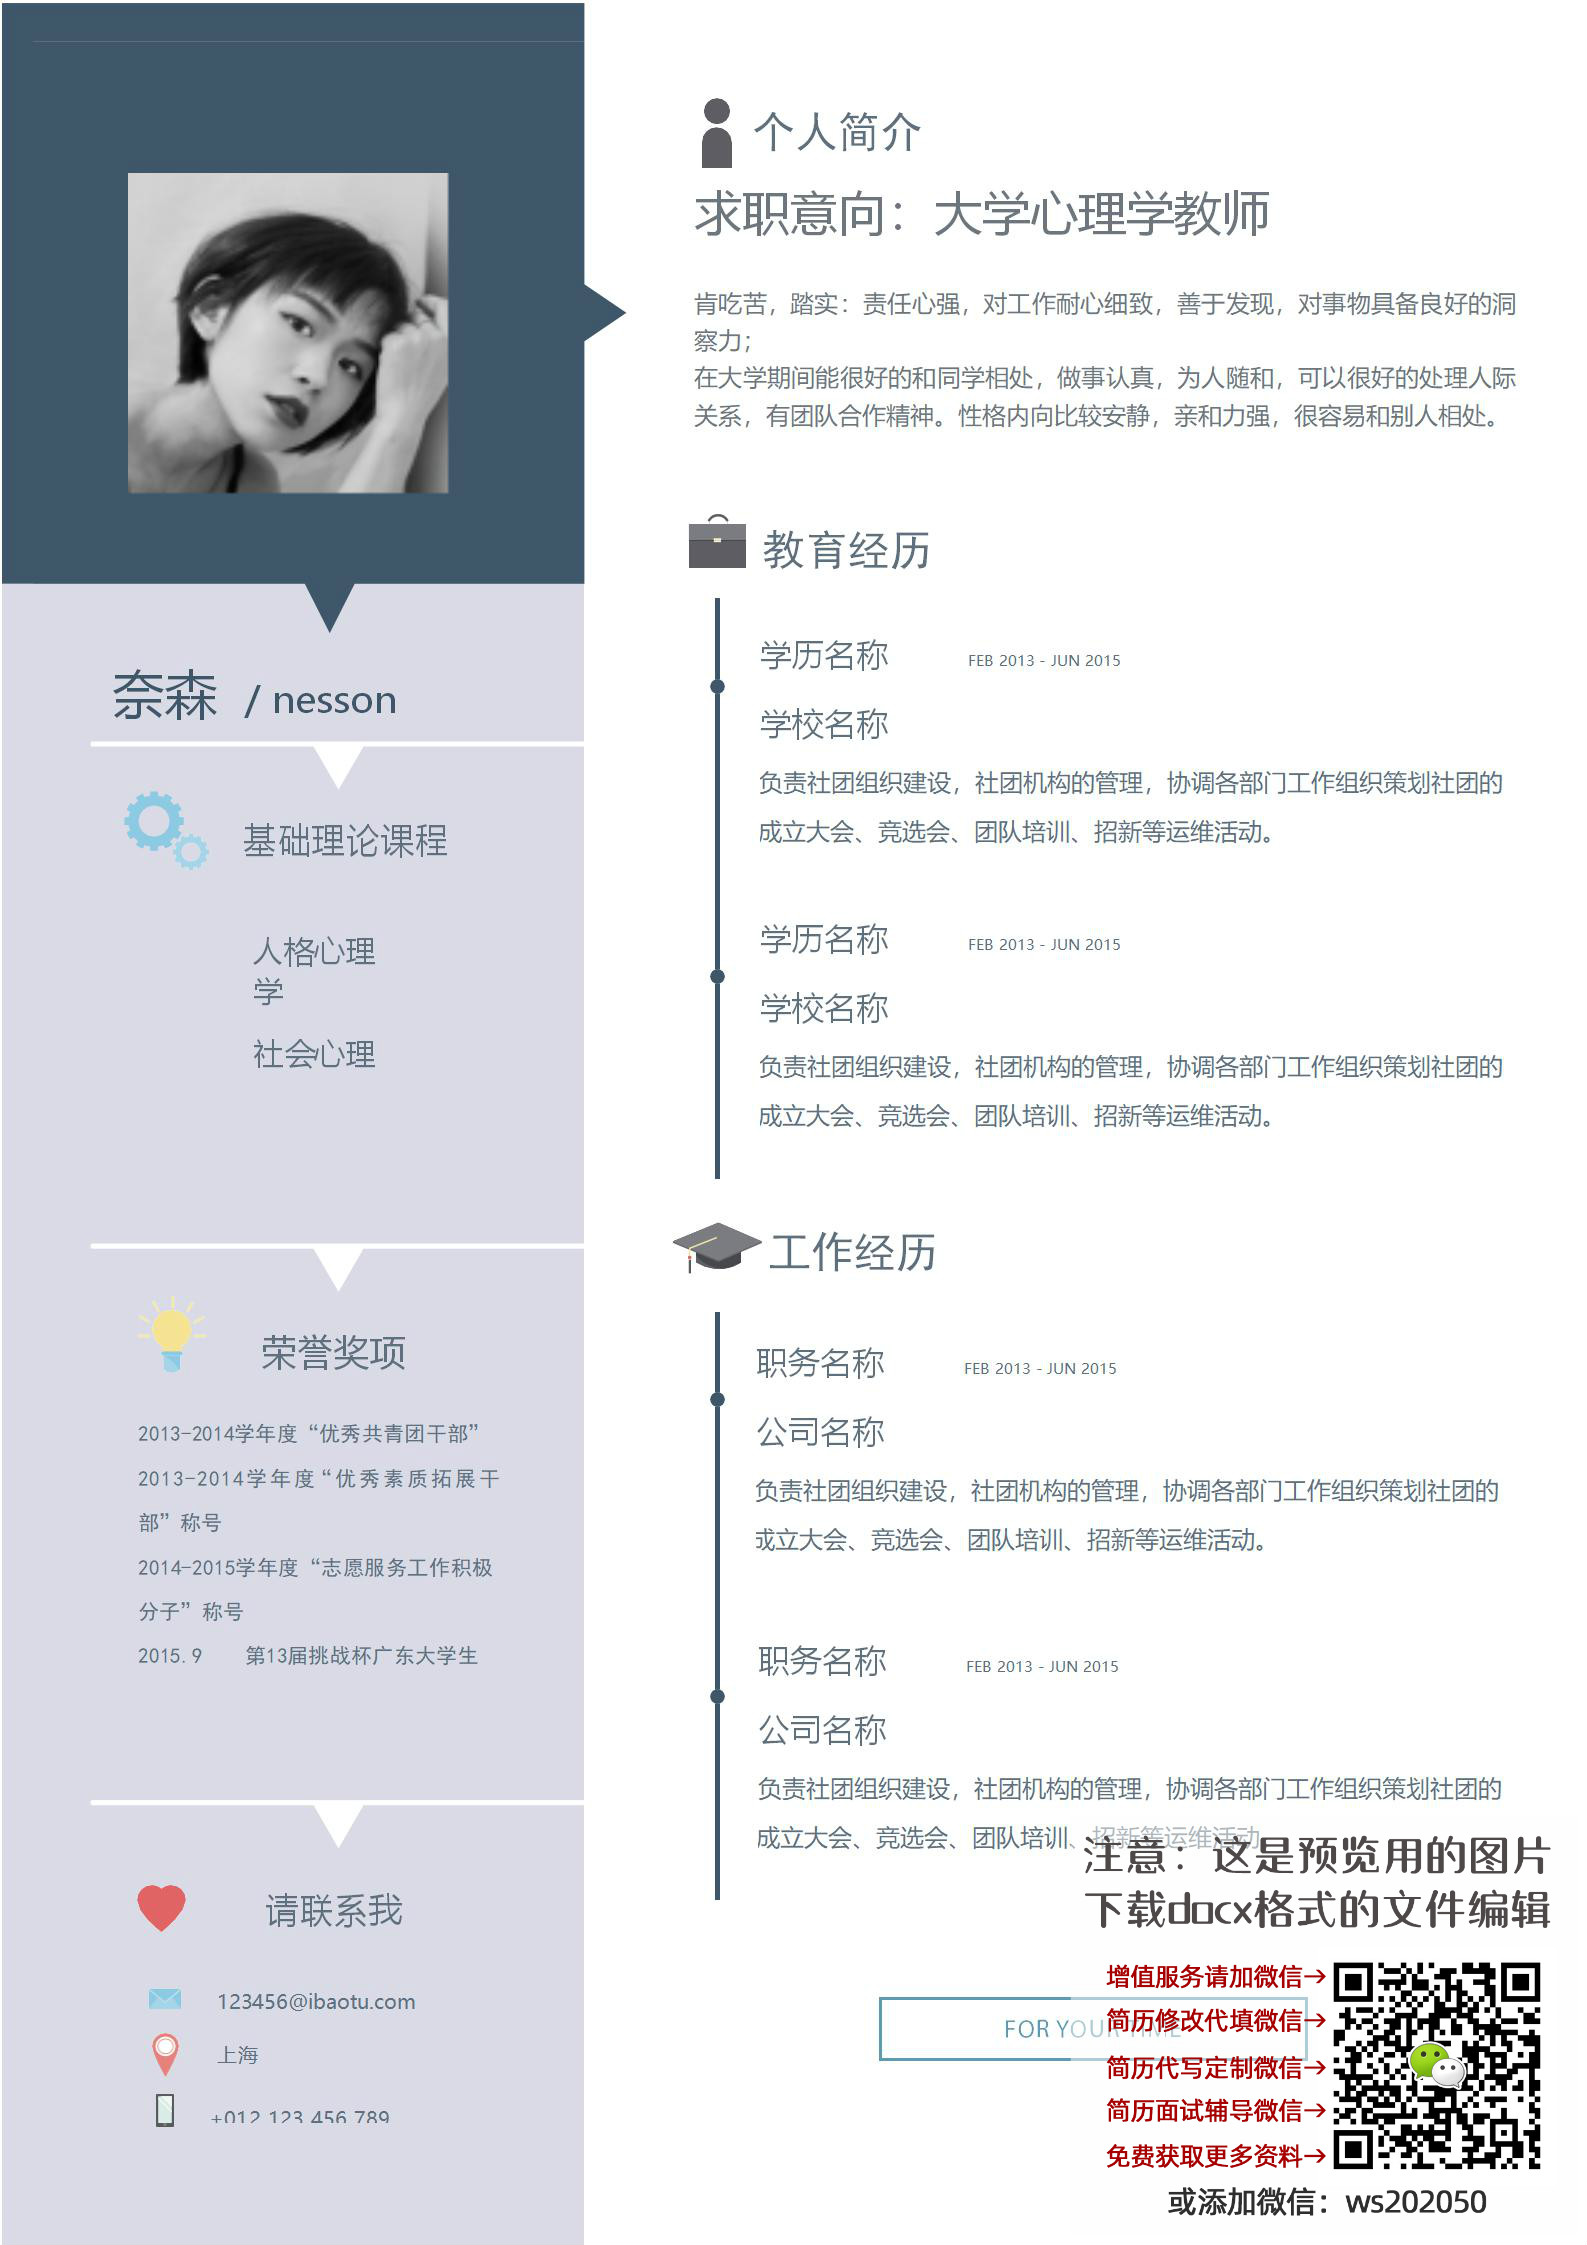 奈森 / nesson
基础理论课程
人格心理
学
社会心理
荣誉奖项
2013-2014学年度“优秀共青团干部”
2013-2014学年度“优秀素质拓展干
部”称号
2014-2015学年度“志愿服务工作积极
分子”称号
2015.9 第13届挑战杯广东大学生
请联系我
123456@ibaotu.com
上海
+012 123 456 789
个人简介
求职意向：大学心理学教师
肯吃苦，踏实：责任心强，对工作耐心细致，善于发现，对事物具备良好的洞
察力；
在大学期间能很好的和同学相处，做事认真，为人随和，可以很好的处理人际
关系，有团队合作精神。性格内向比较安静，亲和力强，很容易和别人相处。
教育经历
学历名称 FEB 2013 - JUN 2015
学校名称
负责社团组织建设，社团机构的管理，协调各部门工作组织策划社团的
成立大会、竞选会、团队培训、招新等运维活动。
学历名称 FEB 2013 - JUN 2015
学校名称
负责社团组织建设，社团机构的管理，协调各部门工作组织策划社团的
成立大会、竞选会、团队培训、招新等运维活动。
工作经历
职务名称 FEB 2013 - JUN 2015
公司名称
负责社团组织建设，社团机构的管理，协调各部门工作组织策划社团的
成立大会、竞选会、团队培训、招新等运维活动。
职务名称 FEB 2013 - JUN 2015
公司名称
负责社团组织建设，社团机构的管理，协调各部门工作组织策划社团的
成立大会、竞选会、团队培训、招新等运维活动
注意：这是预览用的图片
下载docx格式的文件编辑
增值服务请加微信→
FOR YOUR TIME
简历修改代填微信→
简历代写定制微信→
简历面试辅导微信→
免费获取更多资料→
或添加微信：ws202050